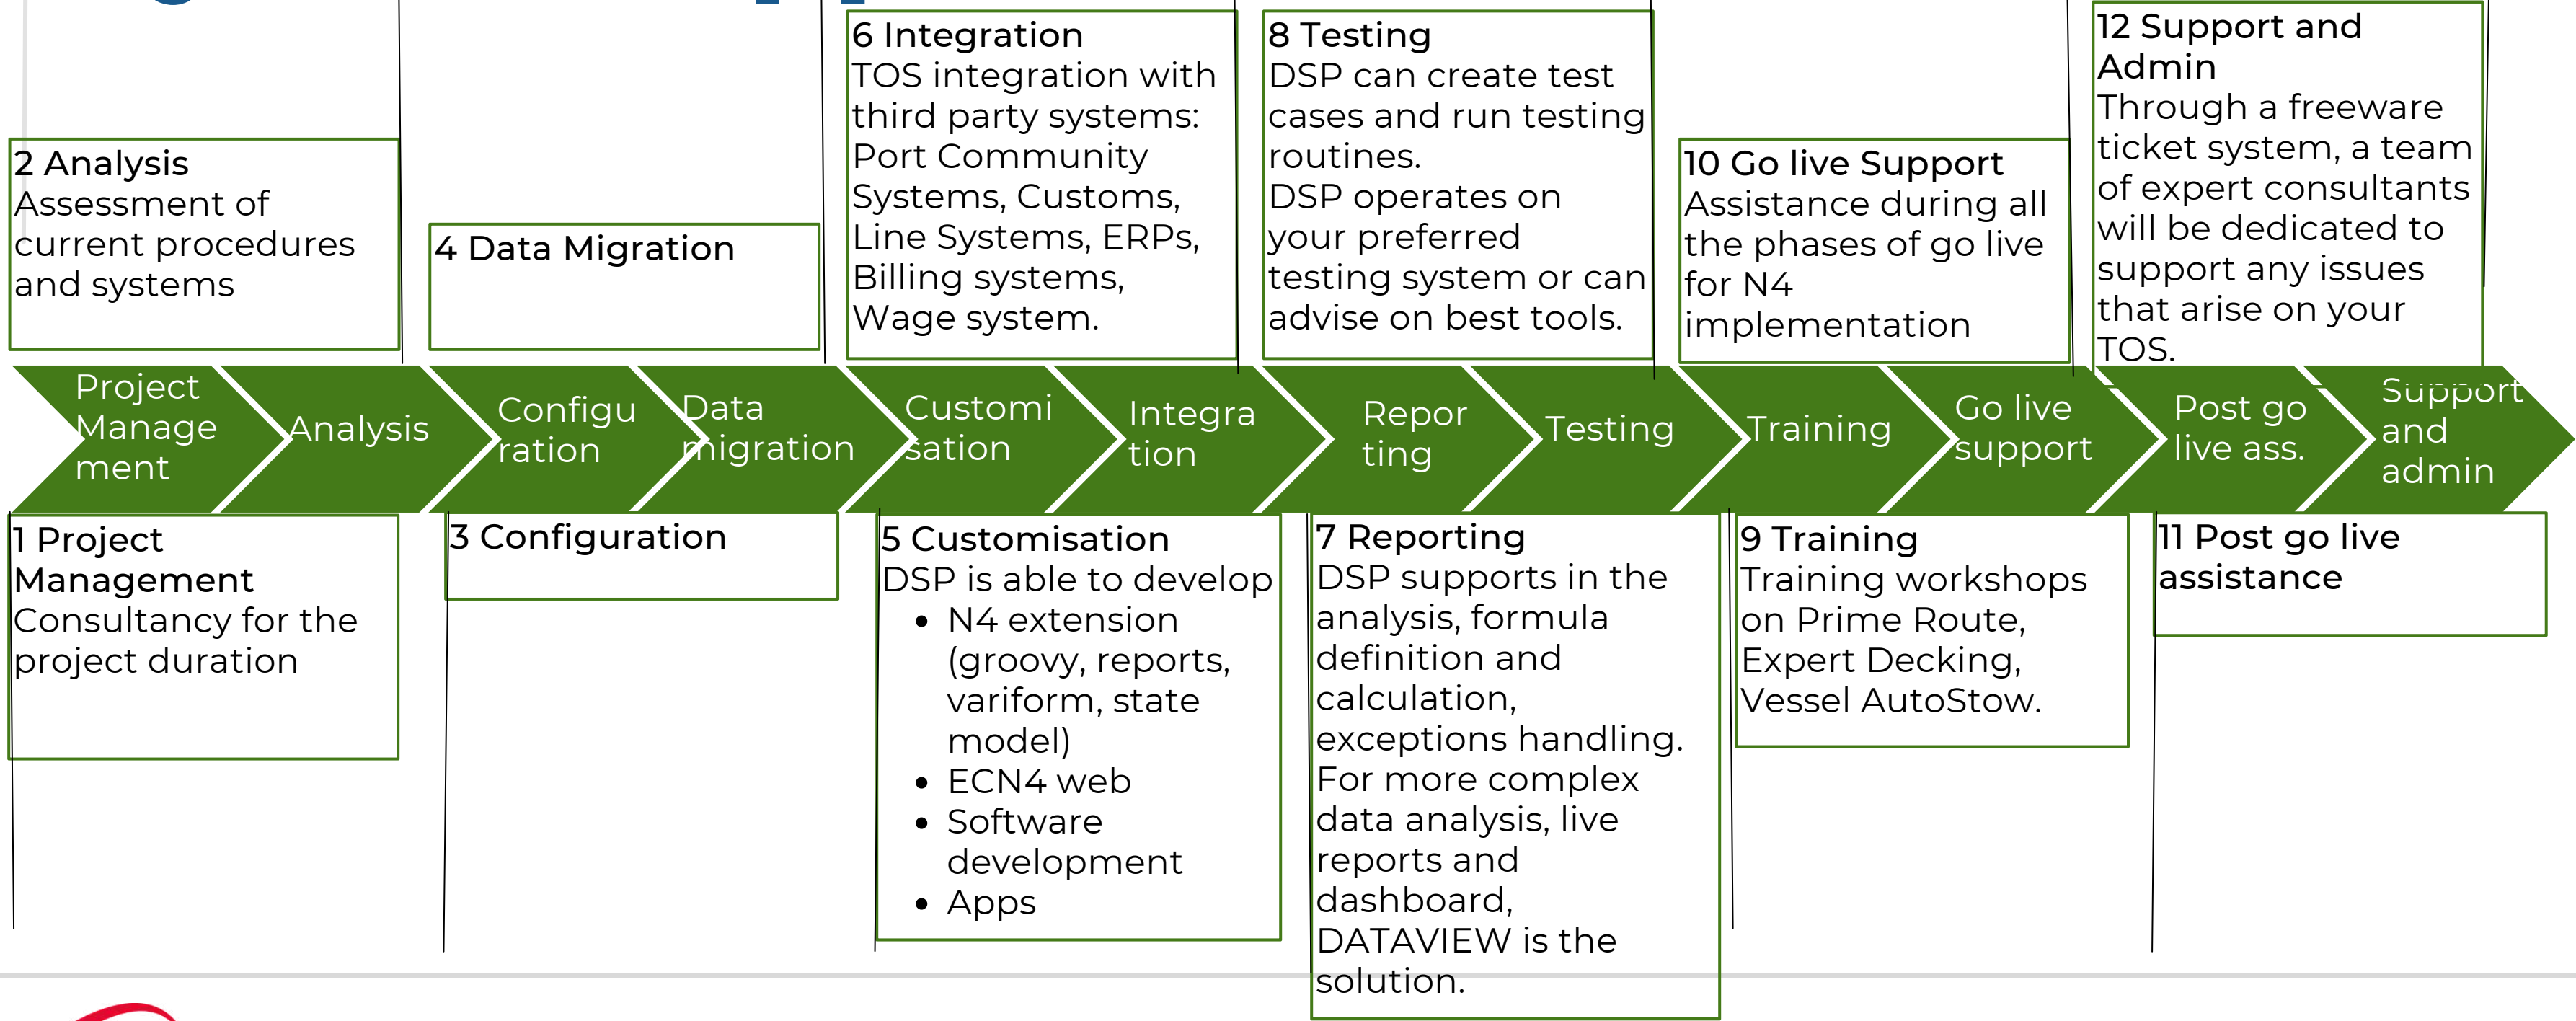 2 Analysis
Assessment of
current procedures
and systems
4 Data Migration
6 Integration
TOS integration with
third party systems:
Port Community
Systems, Customs,
Line Systems, ERPs,
Billing systems,
Wage system.
8 Testing
DSP can create test
cases and run testing
routines.
DSP operates on
your preferred
testing system or can
advise on best tools.
10 Go live Support
Assistance during all
the phases of go live
for N4
implementation
12 Support and
Admin
Through a freeware
ticket system, a team
of expert consultants
will be dedicated to
support any issues
that arise on your
TOS.
Project
Manage
ment
Analysis
Configu
ration
Data
migration
Customi
sation
Integra
tion
Repor
ting
Testing
Training
Go live
support
Post go
live ass.
Support
and
admin
1 Project
Management
Consultancy for the
project duration
3 Configuration
5 Customisation
DSP is able to develop
• N4 extension
(groovy, reports,
variform, state
model)
• ECN4 web
• Software
development
• Apps
7 Reporting
DSP supports in the
analysis, formula
definition and
calculation,
exceptions handling.
For more complex
data analysis, live
reports and
dashboard,
DATAVIEW is the
solution.
9 Training
Training workshops
on Prime Route,
Expert Decking,
Vessel AutoStow.
11 Post go live
assistance